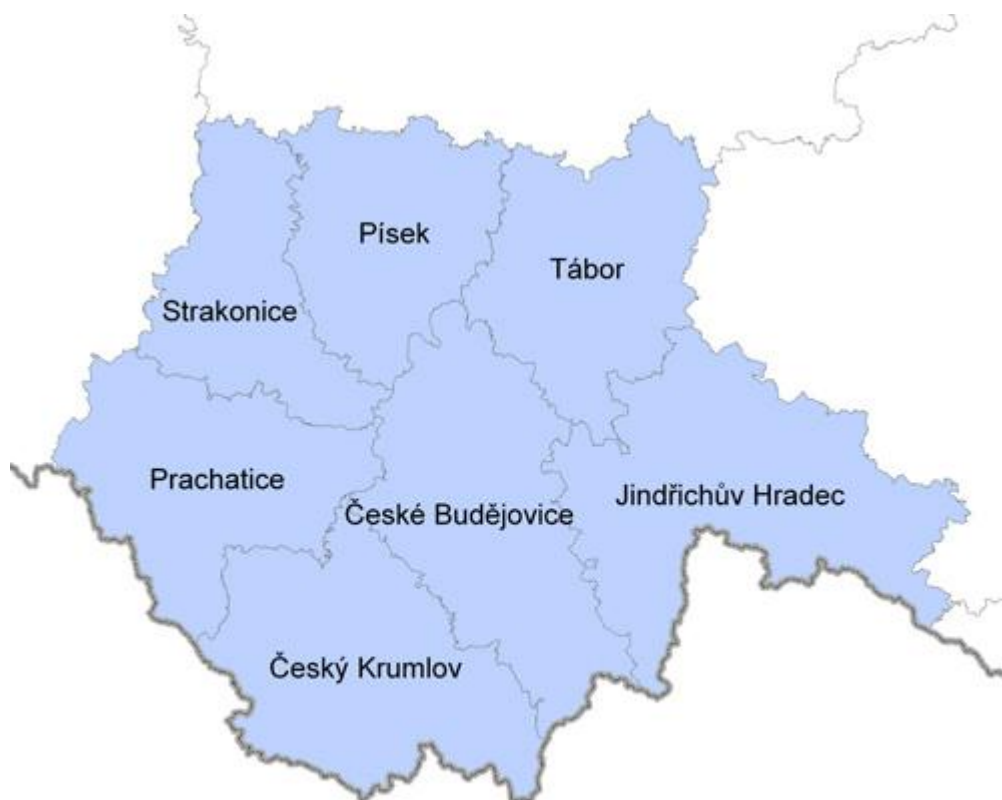 Písek
Tábor
Strakonice
Prachatice
České Budějovice
Jindřichův Hradec
Český Krumlov